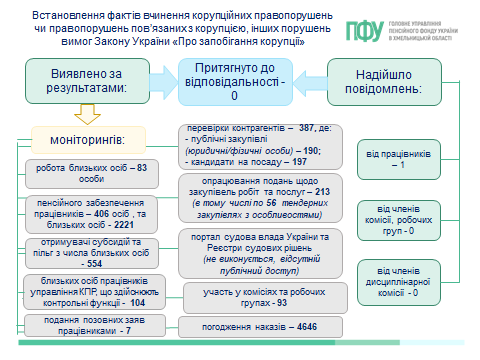 Встановлення фактів вчинення корупційних правопорушень
чи правопорушень пов'язаних з корупцією, інших порушень
вимог Закону України «Про запобігання корупції»
ПФУ
ГОЛОВНЕ УПРАВЛІННЯ
ПЕНСІЙНОГО ФОНДУ УКРАЇНИ
В ХМЕЛЬНИЦЬКІЙ ОБЛАСТІ
Виявлено за
результатами:
Притягнуто до
відповідальності -
0
Надійшло
повідомлень:
моніторингів:
робота близьких осіб – 83
особи
пенсійного забезпечення
працівників – 406 осіб , та
близьких осіб - 2221
отримувачі субсидій та
пільг з числа близьких осіб
- 554
близьких осіб працівників
управління КПР, що здійснюють
контрольні функції - 104
подання позовних заяв
працівниками - 7
перевірки контрагентів – 387, де:
- публічні закупівлі
(юридичні/фізичні особи) – 190;
- кандидати на посаду – 197
опрацювання подань щодо
закупівель робіт та послуг – 213
(в тому числі по 56 тендерних
закупівлях з особливостями)
портал судова влада України та
Реєстри судових рішень
(не виконується, відсутній
публічний доступ)
участь у комісіях та робочих
групах - 93
погодження наказів – 4646
від працівників
– 1
від членів
комісії, робочих
груп - 0
від членів
дисциплінарної
комісії - 0